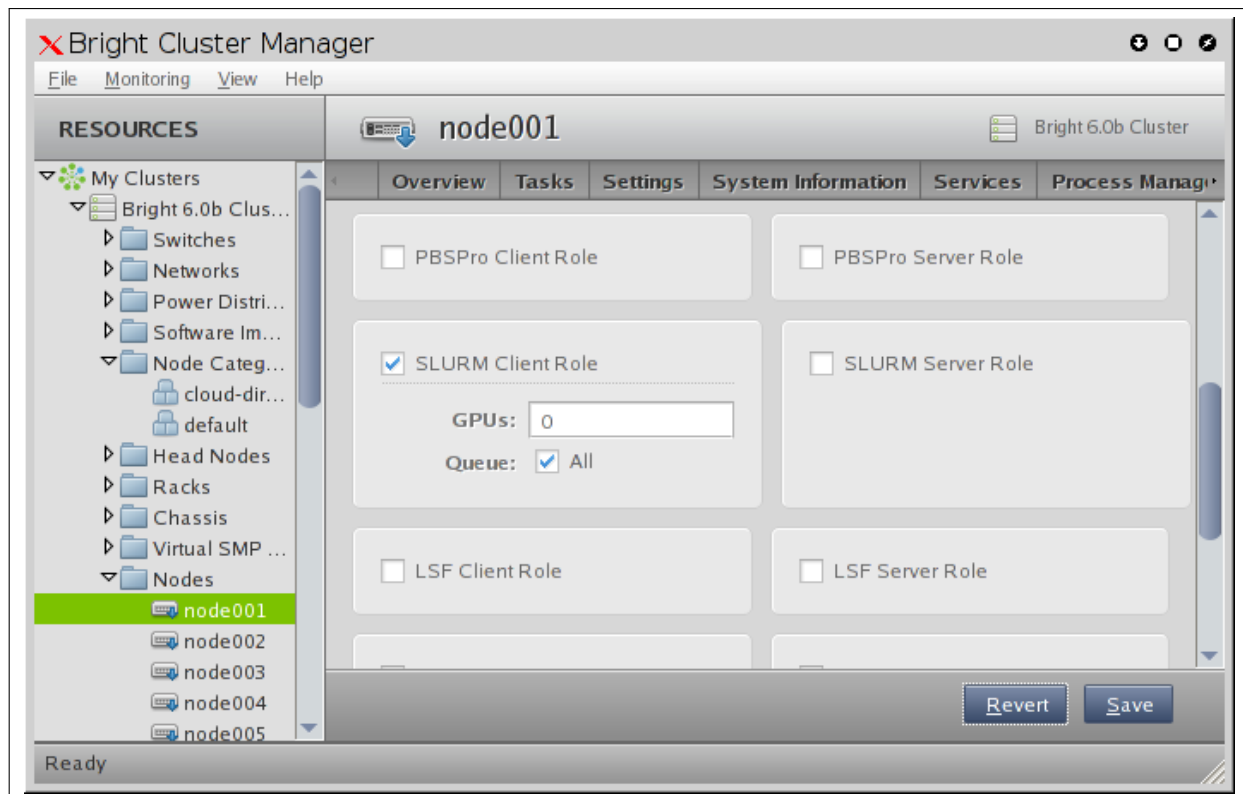 Bright Cluster Manager
File Monitoring View Help
RESOURCES
node001
Bright 6.0b Cluster
My Clusters
Bright 6.0b Clus...
Switches
Networks
Power Distri...
Software Im...
Node Categ...
cloud-dir...
default
Head Nodes
Racks
Chassis
Virtual SMP ...
Nodes
node001
node002
node003
node004
node005
Overview Tasks Settings System Information Services Process Manag
PBSPro Client Role
PBSPro Server Role
SLURM Client Role
GPUs: 0
Queue: All
SLURM Server Role
LSF Client Role
LSF Server Role
Revert Save
Ready